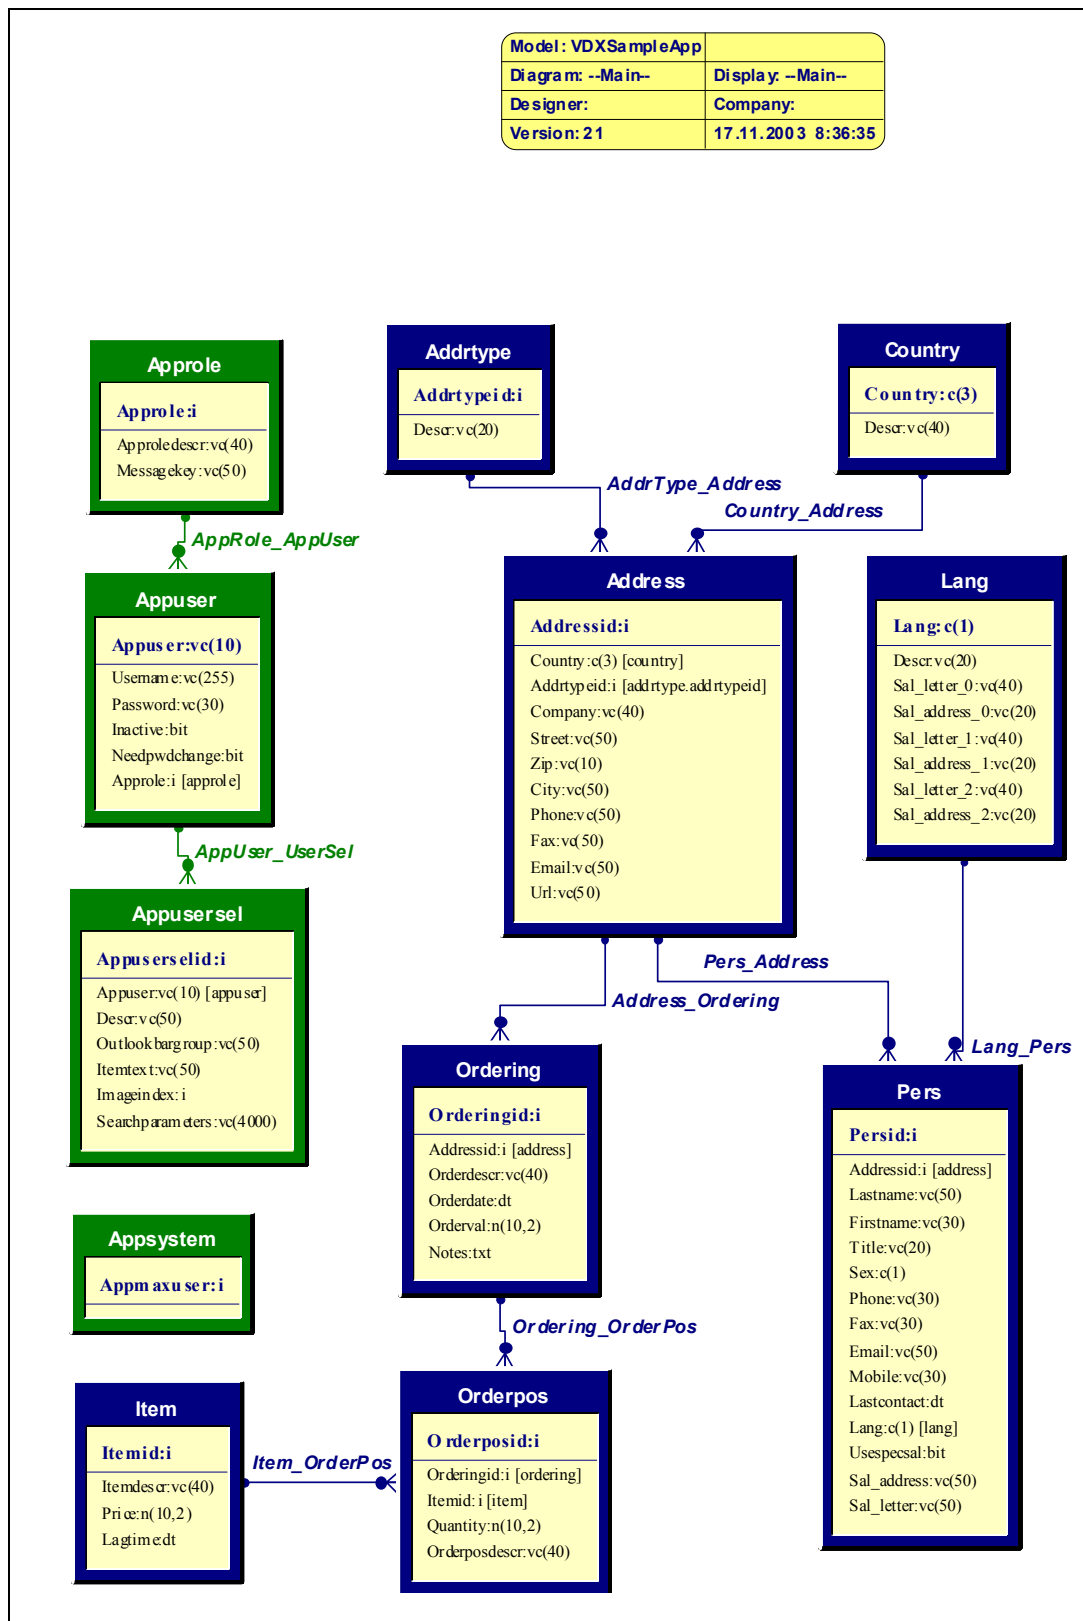 Model: VDXSampleApp
Diagram: --Main-- Display: --Main--
Designer: Company:
Version: 21 17.11.2003 8:36:35
Approle
Approle:i
Approledescr:vc(40)
Messagekey:vc(50)
Addrtype
Addrtypeid:i
Descr:vc(20)
Country
Country:c(3)
Descr:vc(40)
AppRole_AppUser
AddrType_Address
Country_Address
Appuser
Appuser:vc(10)
Username:vc(255)
Password:vc(30)
Inactive:bit
Needpwdchange:bit
Approle:i [approle]
Address
Addressid:i
Country:c(3) [country]
Addrtypeid:i [addrtype.addrtypeid]
Company:vc(40)
Street:vc(50)
Zip:vc(10)
City:vc(50)
Phone:vc(50)
Fax:vc(50)
Email:vc(50)
Url:vc(50)
Lang
Lang:c(1)
Descr:vc(20)
Sal_letter_0:vc(40)
Sal_address_0:vc(20)
Sal_letter_1:vc(40)
Sal_address_1:vc(20)
Sal_letter_2:vc(40)
Sal_address_2:vc(20)
AppUser_UserSel
Appusersel
Appuserselid:i
Appuser:vc(10) [appuser]
Descr:vc(50)
Outlookbargroup:vc(50)
Itemtext:vc(50)
Imageindex:i
Searchparameters:vc(4000)
Pers_Address
Address_Ordering
Lang_Pers
Ordering
Orderingid:i
Addressid:i [address]
Orderdescr:vc(40)
Orderdate:dt
Orderval:n(10,2)
Notes:txt
Pers
Persid:i
Addressid:i [address]
Lastname:vc(50)
Firstname:vc(30)
Title:vc(20)
Sex:c(1)
Phone:vc(30)
Fax:vc(30)
Email:vc(50)
Mobile:vc(30)
Lastcontact:dt
Lang:c(1) [lang]
Usespecsal:bit
Sal_address:vc(50)
Sal_letter:vc(50)
Appsystem
Appmaxuser:i
Ordering_OrderPos
Item
Itemid:i
Itemdescr:vc(40)
Price:n(10,2)
Lagtime:dt
Item_OrderPos
Orderpos
Orderposid:i
Orderingid:i [ordering]
Itemid:i [item]
Quantity:n(10,2)
Orderposdescr:vc(40)